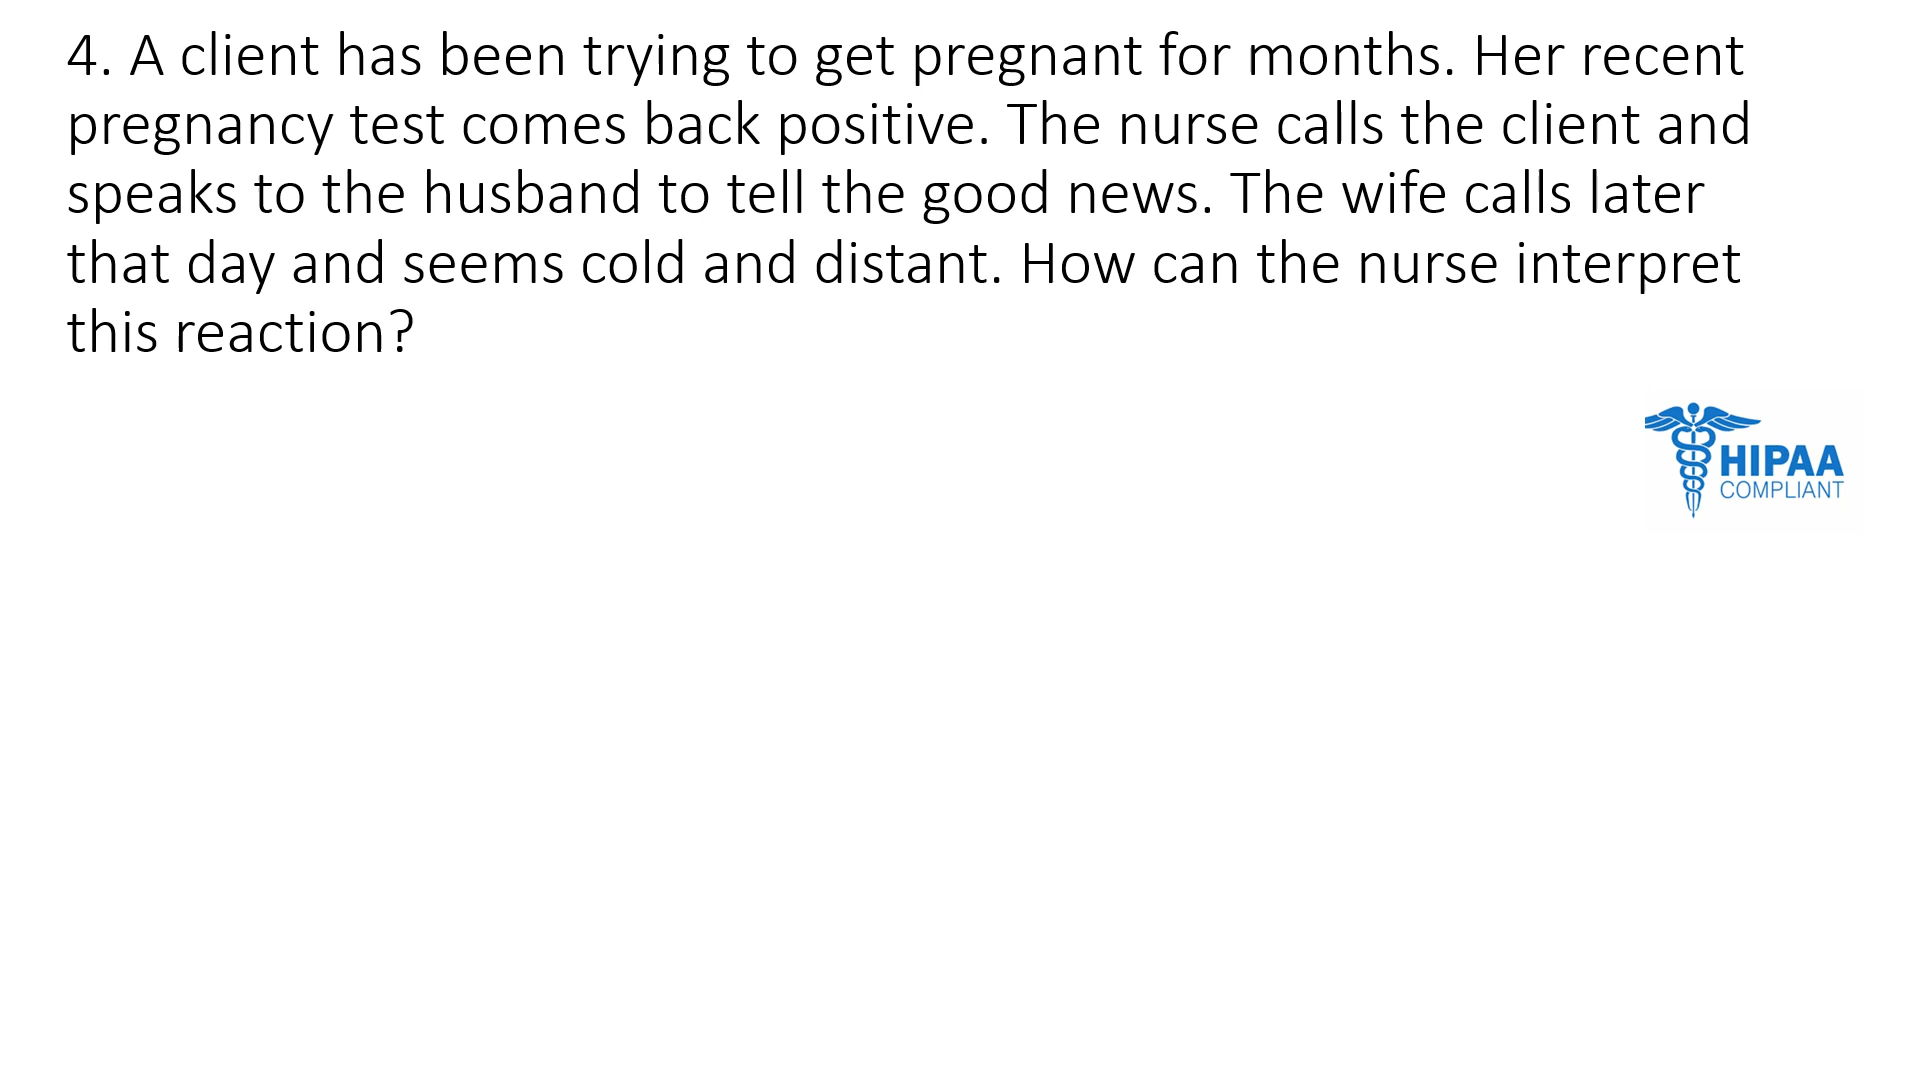 4. A client has been trying to get pregnant for months. Her recent
pregnancy test comes back positive. The nurse calls the client and
speaks to the husband to tell the good news. The wife calls later
that day and seems cold and distant. How can the nurse interpret
this reaction?
HIPAA
COMPLIANT